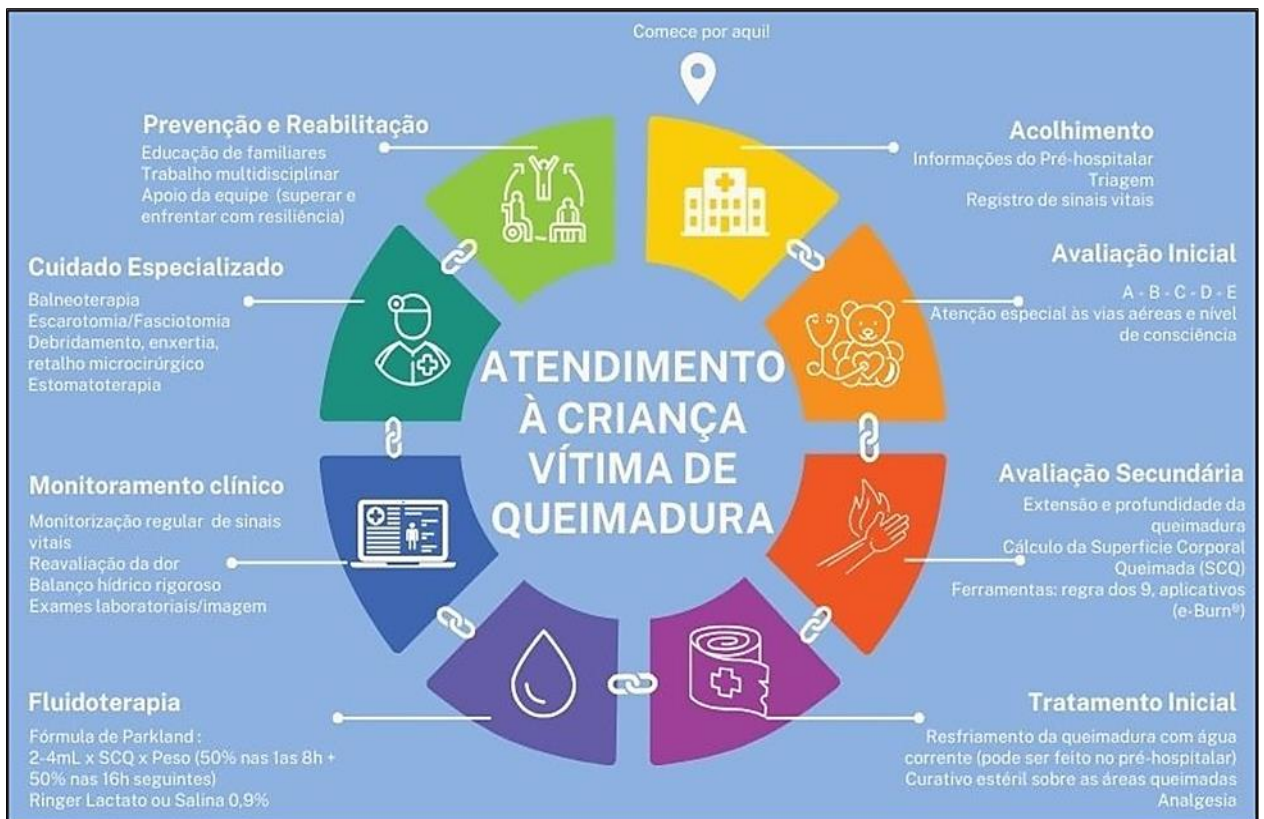 Comece por aqui!
Acolhimento
Informações do Pré-hospitalar
Triagem
Registro de sinais vitais
Avaliação Inicial
A - B - C - D - E
Atenção especial às vias aéreas e nível
de consciência
Avaliação Secundária
Extensão e profundidade da
queimadura
Cálculo da Superfície Corporal
Queimada (SCQ)
Ferramentas: regra dos 9, aplicativos
(e-Burn®)
Tratamento Inicial
Resfriamento da queimadura com água
corrente (pode ser feito no pré-hospitalar)
Curativo estéril sobre as áreas queimadas
Analgesia
Fluidoterapia
Fórmula de Parkland :
2-4mL x SCQ x Peso (50% nas 1as 8h +
50% nas 16h seguintes)
Ringer Lactato ou Salina 0,9%
Monitoramento clínico
Monitorização regular de sinais
vitais
Reavaliação da dor
Balanço hídrico rigoroso
Exames laboratoriais/imagem
Cuidado Especializado
Balneoterapia
Escarotomia/Fasciotomia
Debridamento, enxertia,
retalho microcirúrgico
Estomatoterapia
Prevenção e Reabilitação
Educação de familiares
Trabalho multidisciplinar
Apoio da equipe (superar e
enfrentar com resiliência)
ATENDIMENTO
À CRIANÇA
VÍTIMA DE
QUEIMADURA